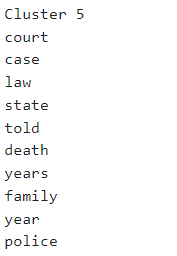 Cluster 5
court
case
law
state
told
death
years
family
year
police